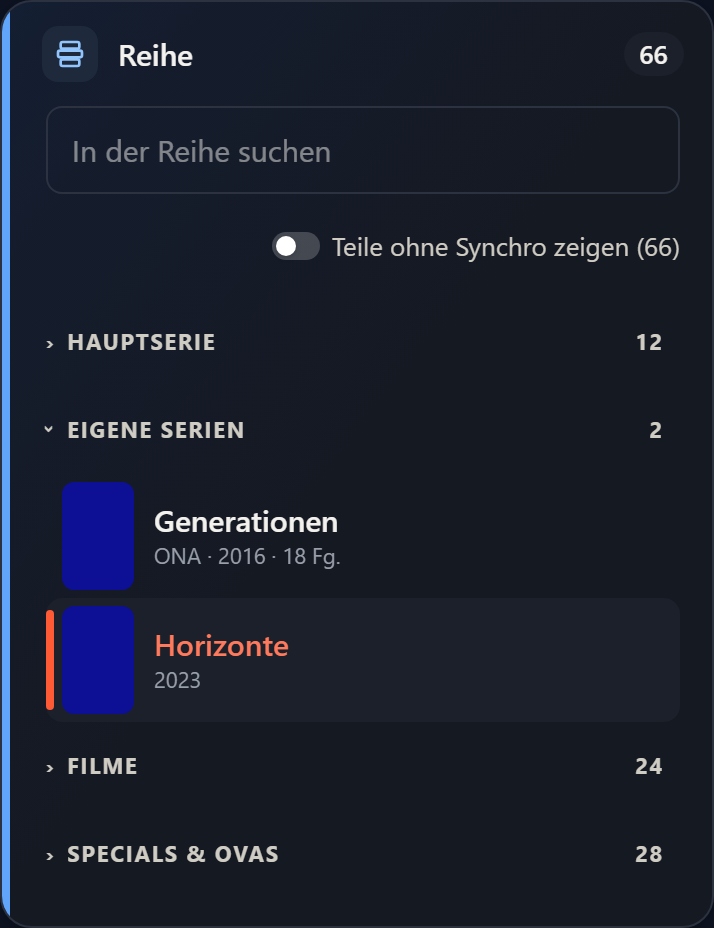 Reihe
66
In der Reihe suchen
Teile ohne Synchro zeigen (66)
HAUPTSERIE
12
EIGENE SERIEN
2
Generationen
ONA · 2016 · 18 Fg.
Horizonte
2023
FILME
24
SPECIALS & OVAS
28